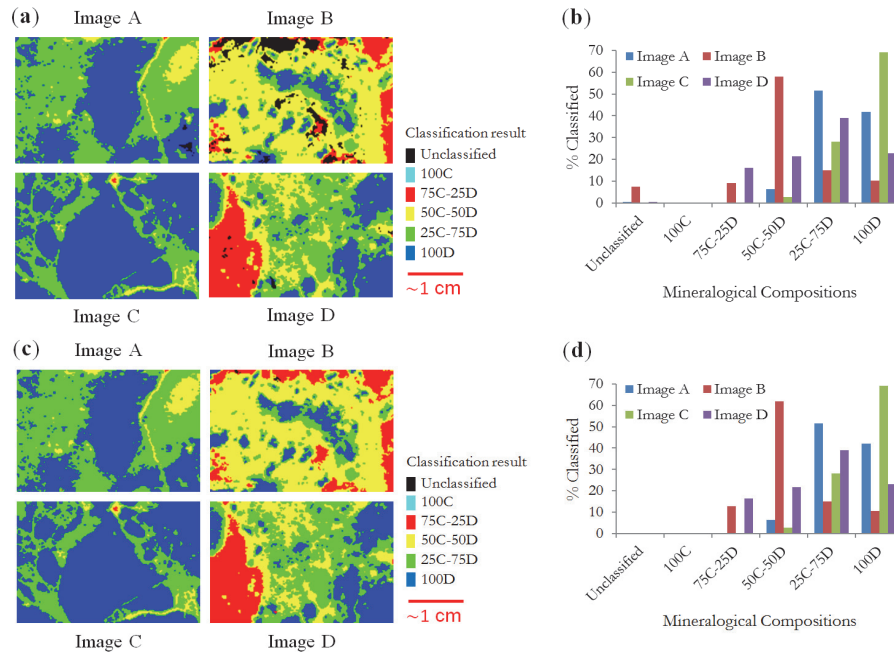 (a)
Image A
Image B
Image C
Image D
Classification result
Unclassified
100C
75C-25D
50C-50D
25C-75D
100D
~1 cm
(b)
% Classified
70
60
50
40
30
20
10
0
Image A
Image B
Image C
Image D
Unclassified
100C
75C-25D
50C-50D
25C-75D
100D
Mineralogical Compositions
(c)
Image A
Image B
Image C
Image D
Classification result
Unclassified
100C
75C-25D
50C-50D
25C-75D
100D
~1 cm
(d)
% Classified
70
60
50
40
30
20
10
0
Image A
Image B
Image C
Image D
Unclassified
100C
75C-25D
50C-50D
25C-75D
100D
Mineralogical Compositions